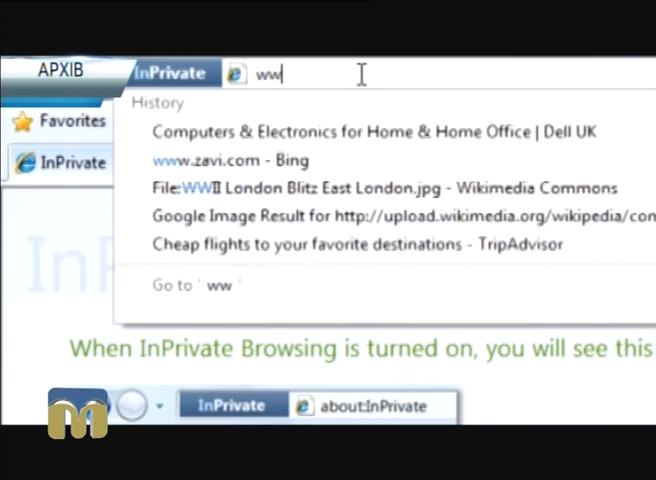 АРХІВ
InPrivate ww
History
Favorites
Computers & Electronics for Home & Home Office | Dell UK
InPrivate
www.zavi.com - Bing
File:WWII London Blitz East London.jpg - Wikimedia Commons
Google Image Result for http://upload.wikimedia.org/wikipedia/con
Cheap flights to your favorite destinations - TripAdvisor
InP
Go to ' ww '
When InPrivate Browsing is turned on, you will see this
InPrivate about:InPrivate
M